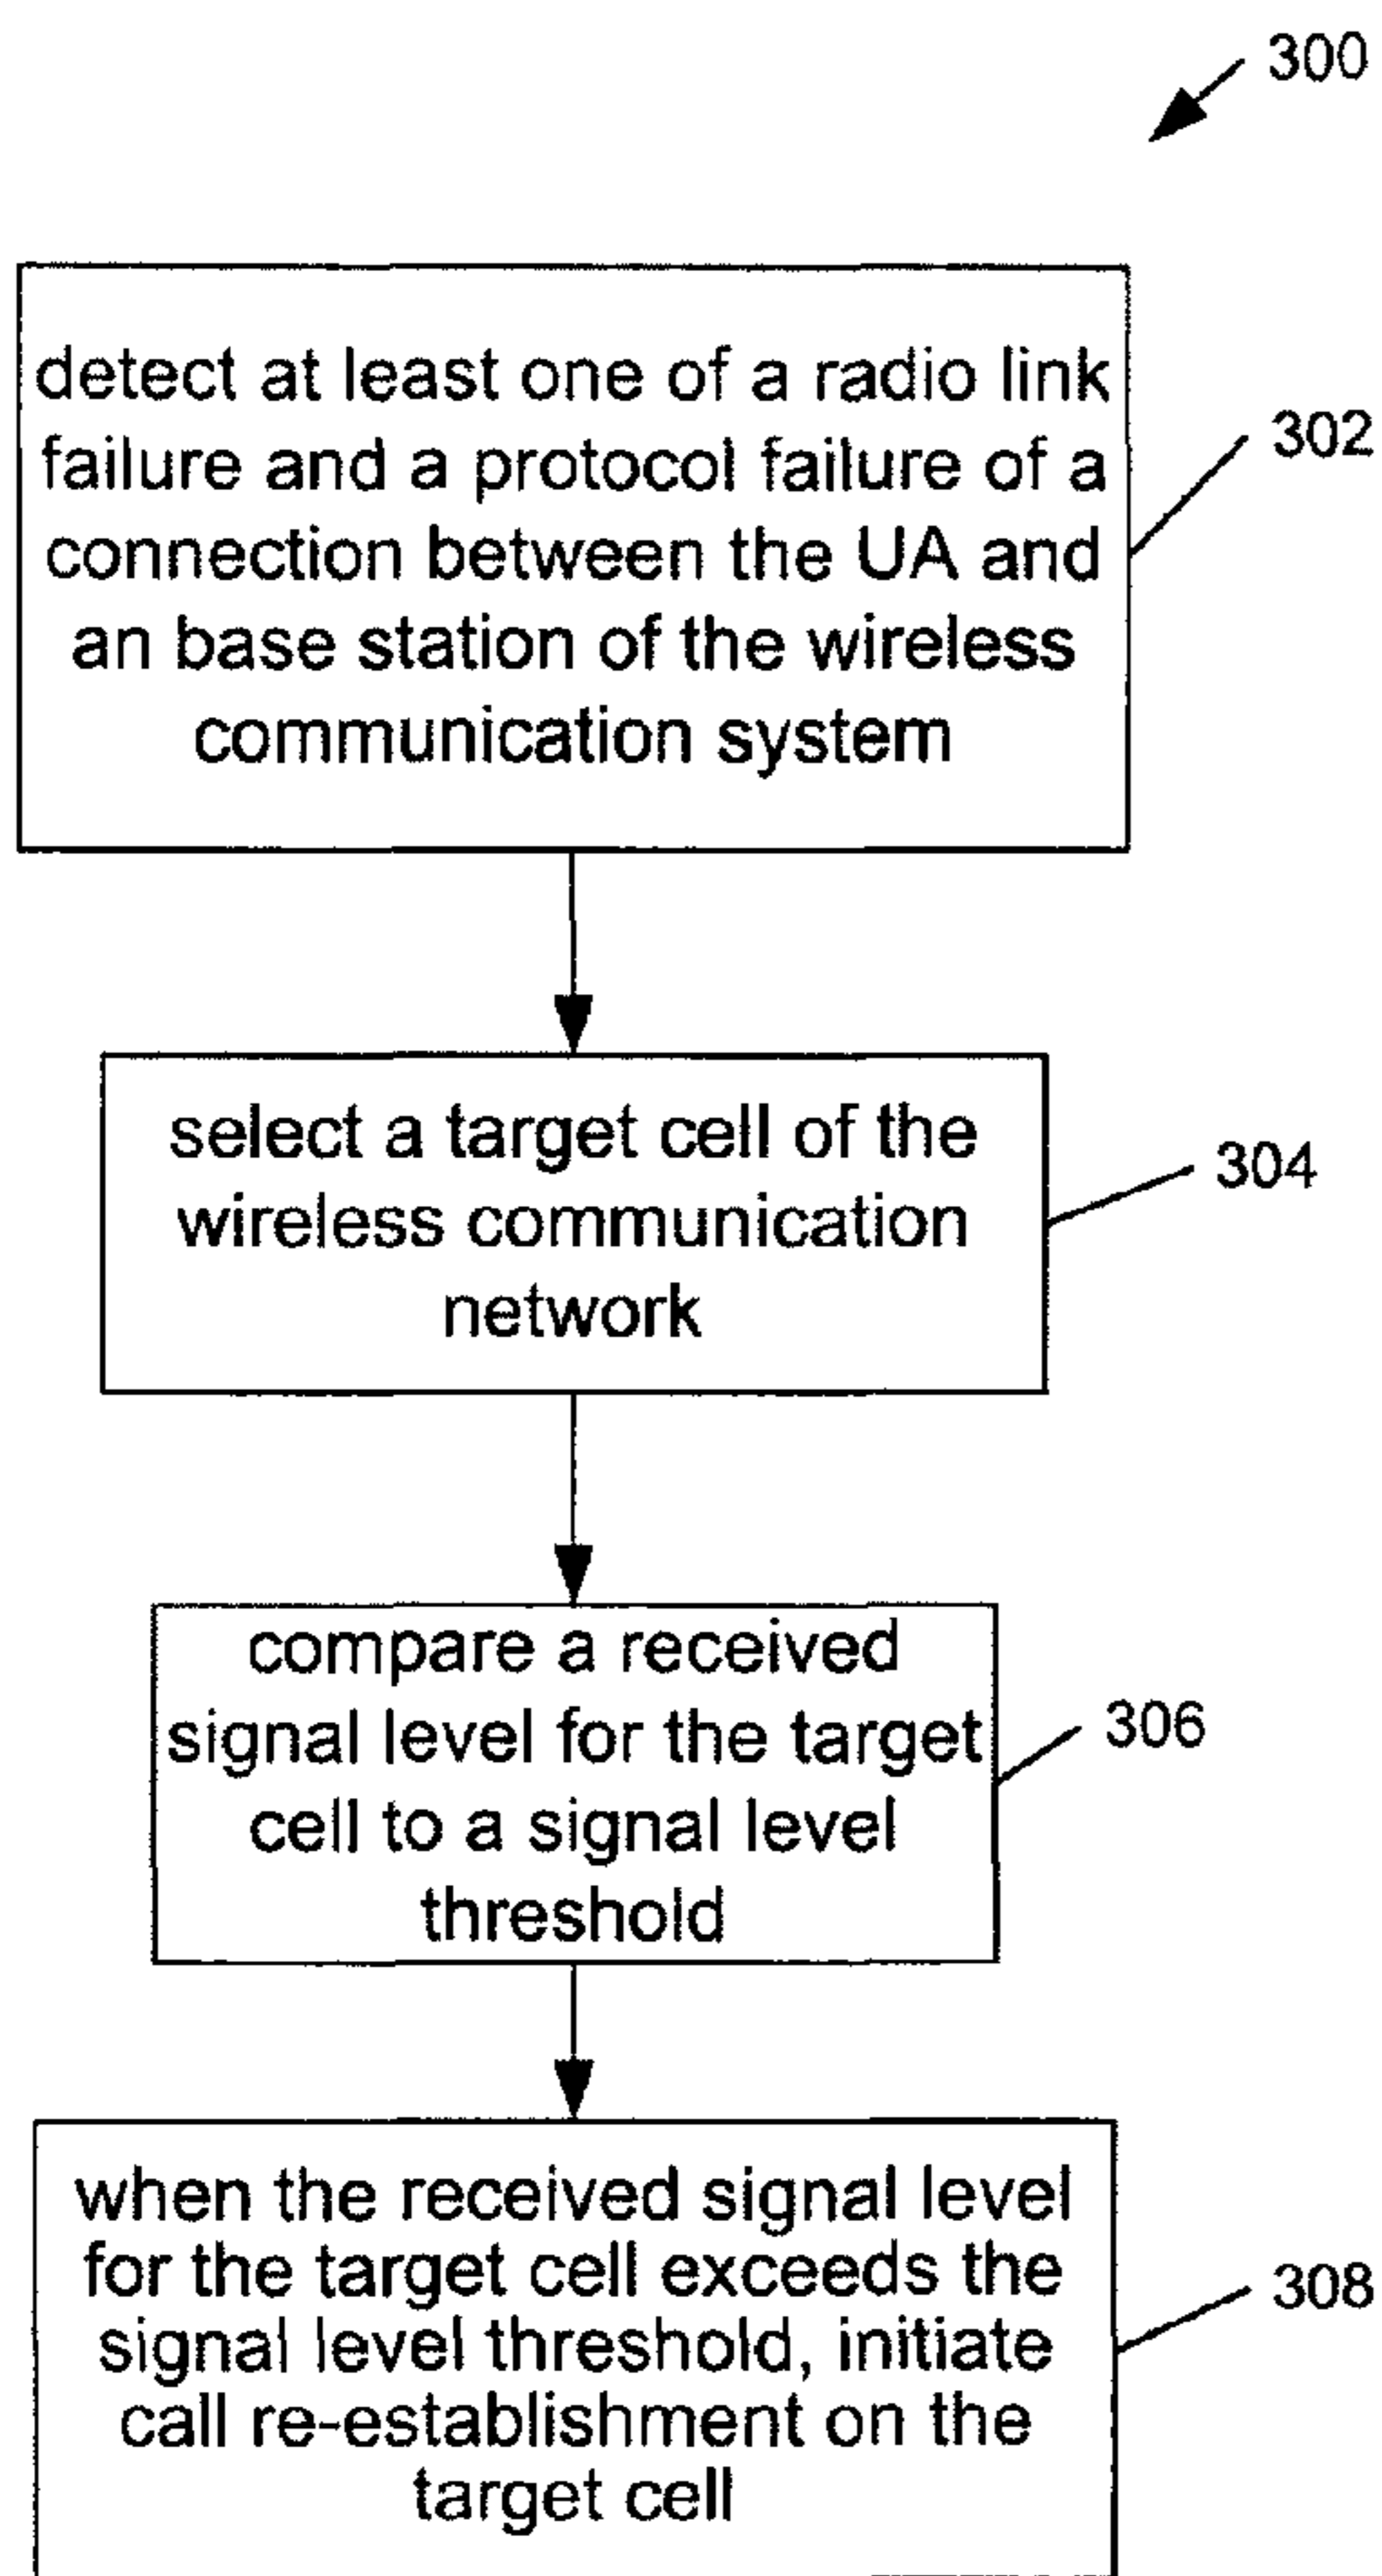 300
detect at least one of a radio link
failure and a protocol failure of a
connection between the UA and
an base station of the wireless
communication system
302
select a target cell of the
wireless communication
network
304
compare a received
signal level for the target
cell to a signal level
threshold
306
when the received signal level
for the target cell exceeds the
signal level threshold, initiate
call re-establishment on the
target cell
308